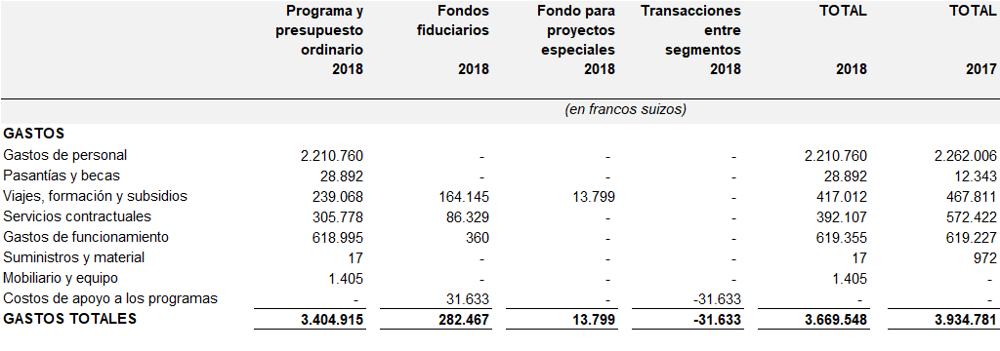 Programa y Fondos Fondo para Transacciones TOTAL TOTAL
presupuesto fiduciarios proyectos entre
ordinario especiales segmentos
2018 2018 2018 2018 2018 2017
(en francos suizos)
GASTOS
Gastos de personal 2.210.760 - - - 2.210.760 2.262.006
Pasantías y becas 28.892 - - - 28.892 12.343
Viajes, formación y subsidios 239.068 164.145 13.799 - 417.012 467.811
Servicios contractuales 305.778 86.329 - - 392.107 572.422
Gastos de funcionamiento 618.995 360 - - 619.355 619.227
Suministros y material 17 - - - 17 972
Mobiliario y equipo 1.405 - - - 1.405 -
Costos de apoyo a los programas - 31.633 - -31.633 - -
GASTOS TOTALES 3.404.915 282.467 13.799 -31.633 3.669.548 3.934.781